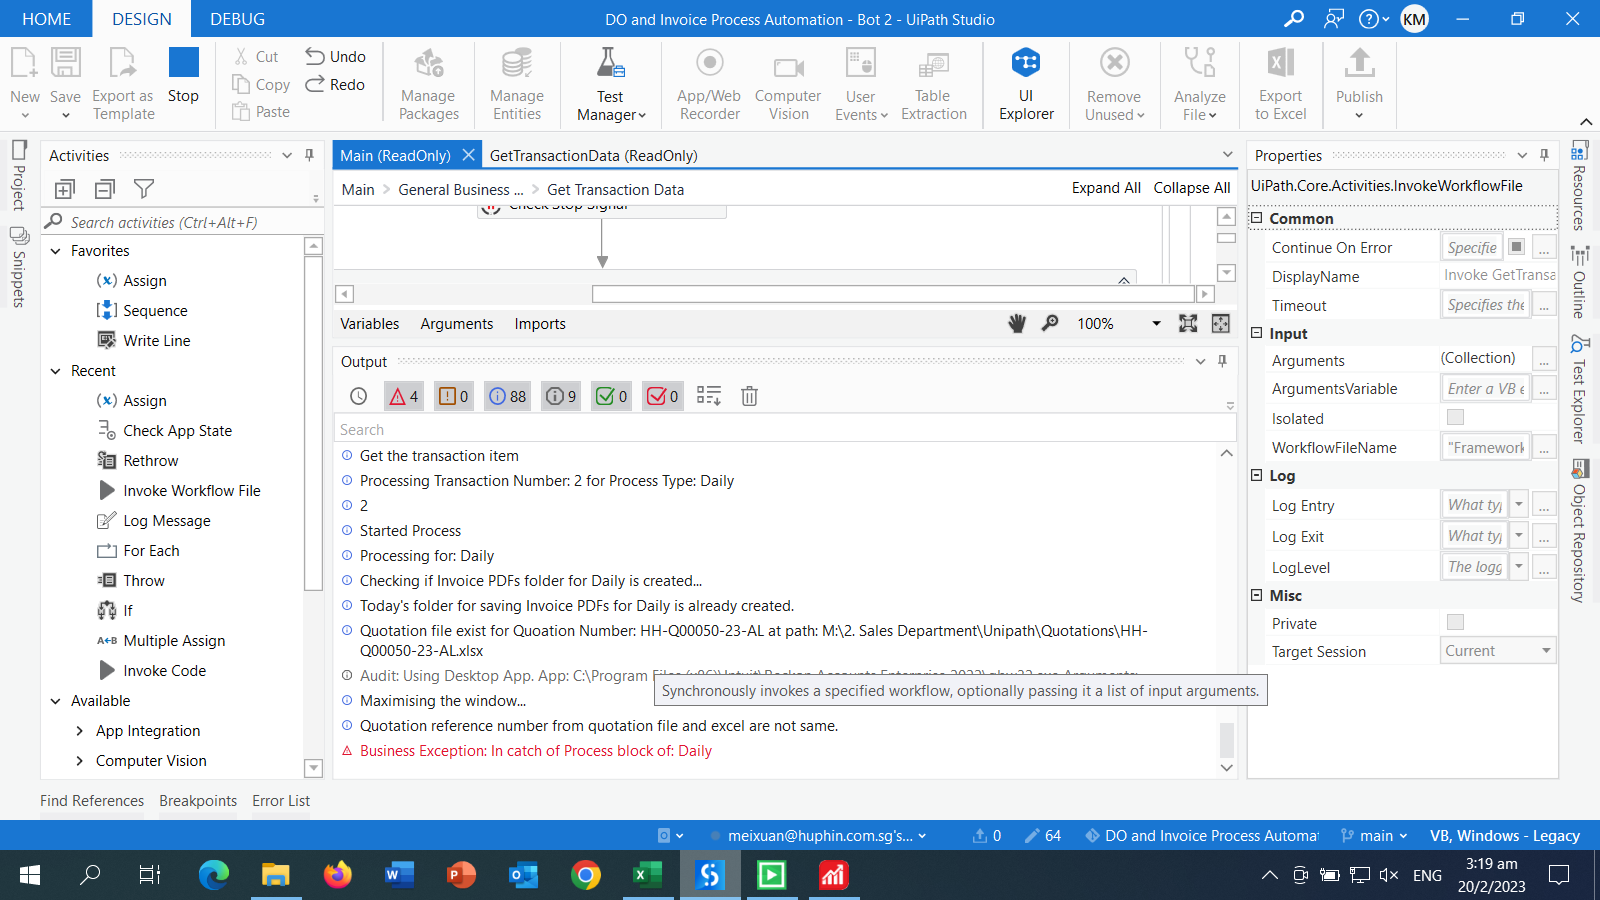 HOME
DESIGN
DEBUG
DO and Invoice Process Automation - Bot 2 - UiPath Studio
KM
New
Save
Export as
Template
Stop
Cut
Copy
Paste
Undo
Redo
Manage
Packages
Manage
Entities
Test
Manager
App/Web
Recorder
Computer
Vision
User
Events
Table
Extraction
UI
Explorer
Remove
Unused
Analyze
File
Export
to Excel
Publish
Project
Snippets
Activities
Search activities (Ctrl+Alt+F)
Favorites
Assign
Sequence
Write Line
Recent
Assign
Check App State
Rethrow
Invoke Workflow File
Log Message
For Each
Throw
If
Multiple Assign
Invoke Code
Available
App Integration
Computer Vision
Main (ReadOnly)
GetTransactionData (ReadOnly)
Main > General Business ... > Get Transaction Data
Expand All
Collapse All
Check Stop Signal
Variables
Arguments
Imports
100%
Output
4
0
88
9
0
0
Search
Get the transaction item
Processing Transaction Number: 2 for Process Type: Daily
2
Started Process
Processing for: Daily
Checking if Invoice PDFs folder for Daily is created...
Today's folder for saving Invoice PDFs for Daily is already created.
Quotation file exist for Quoation Number: HH-Q00050-23-AL at path: M:\2. Sales Department\Unipath\Quotations\HH-
Q00050-23-AL.xlsx
Audit: Using Desktop App. App: C:\Program Files (x86)\Intuit\
Synchronously invokes a specified workflow, optionally passing it a list of input arguments.
Maximising the window...
Quotation reference number from quotation file and excel are not same.
Business Exception: In catch of Process block of: Daily
Properties
UiPath.Core.Activities.InvokeWorkflowFile
Common
Continue On Error
Specifie
...
DisplayName
Invoke GetTransa
Timeout
Specifies the
...
Input
Arguments
(Collection)
...
ArgumentsVariable
Enter a VB e
...
Isolated
WorkflowFileName
"Framework
...
Log
Log Entry
What typ
...
Log Exit
What typ
...
LogLevel
The logg
...
Misc
Private
Target Session
Current
Resources
Outline
Test Explorer
Object Repository
Find References
Breakpoints
Error List
meixuan@huphin.com.sg's...
0
64
DO and Invoice Process Automat
main
VB, Windows - Legacy
ENG
3:19 am
20/2/2023